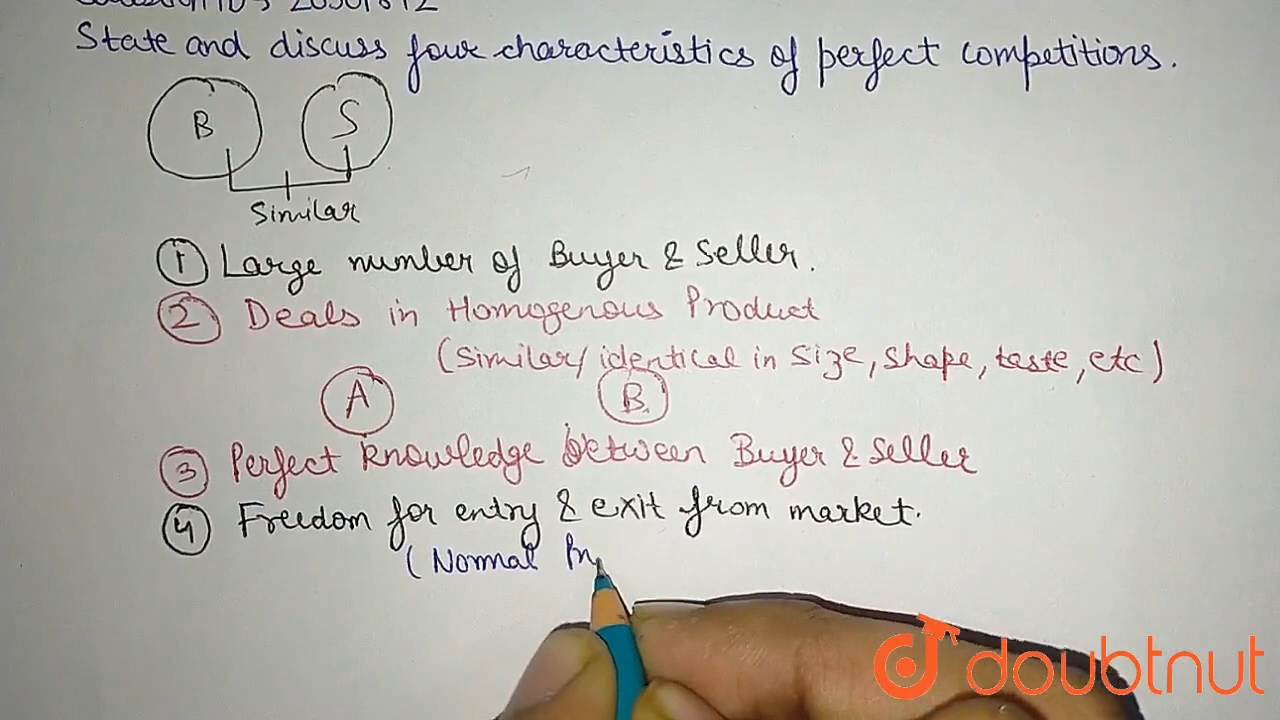 State and discuss four characteristics of perfect competitions.
B S
Similar
1 Large number of Buyer & Seller.
2 Deals in Homogenous Product
(Similar/identical in size, shape, taste, etc)
A B
3 Perfect knowledge between Buyer & Seller
4 Freedom for entry & exit from market.
(Normal Pr
doubtnut